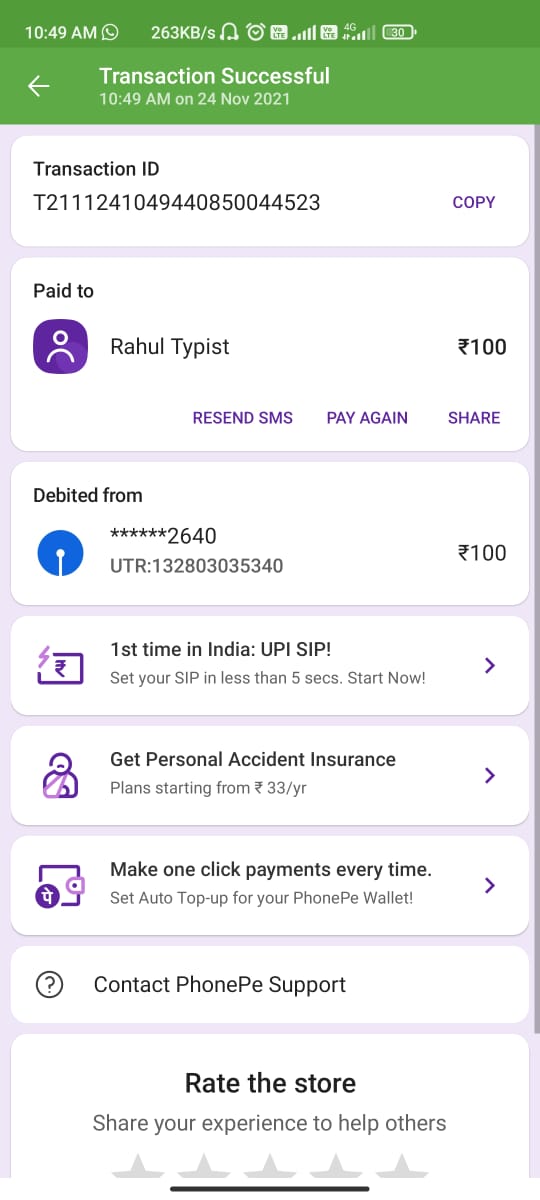 10:49 AM 263KB/s Vo LTE Vo LTE 4G 30
Transaction Successful
10:49 AM on 24 Nov 2021
Transaction ID
T2111241049440850044523 COPY
Paid to
Rahul Typist ₹100
RESEND SMS PAY AGAIN SHARE
Debited from
******2640
₹100
UTR:132803035340
1st time in India: UPI SIP!
Set your SIP in less than 5 secs. Start Now!
Get Personal Accident Insurance
Plans starting from ₹ 33/yr
Make one click payments every time.
पे
Set Auto Top-up for your PhonePe Wallet!
Contact PhonePe Support
Rate the store
Share your experience to help others